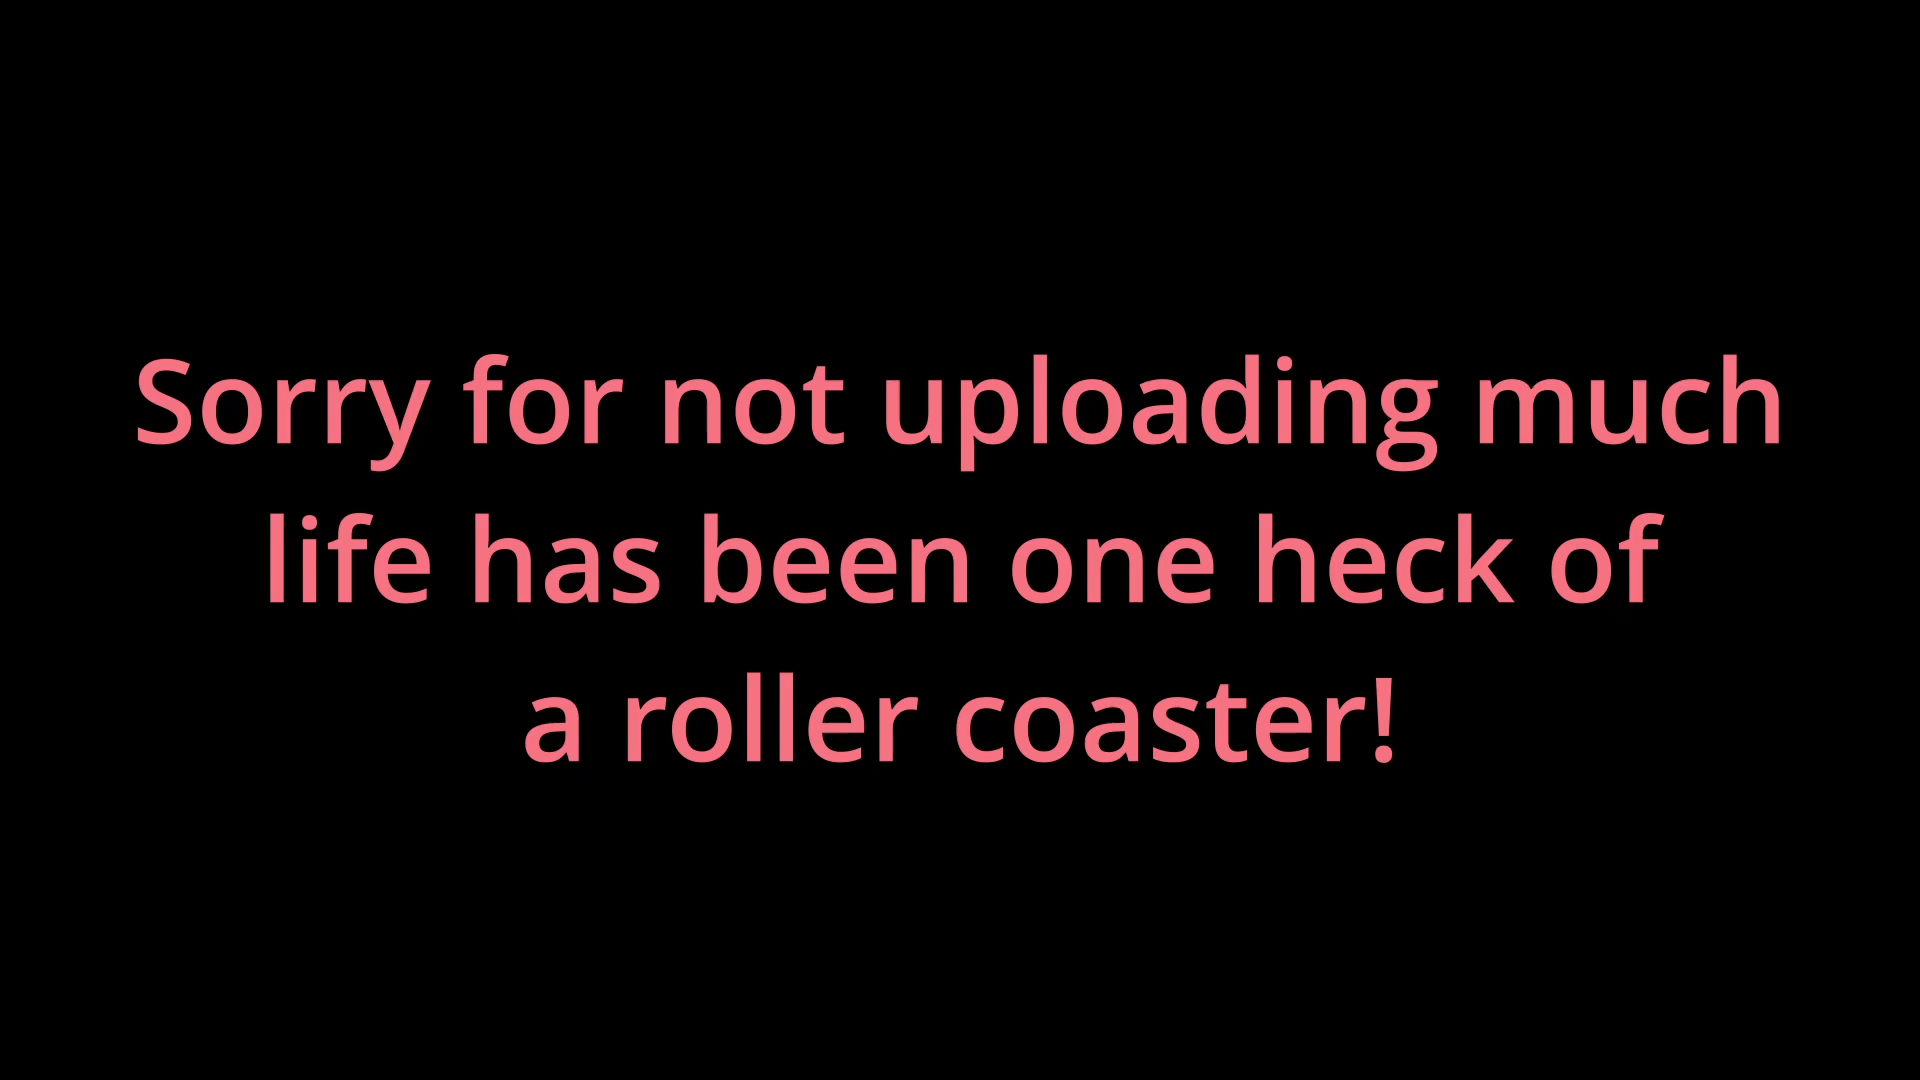 Sorry for not uploading much
life has been one heck of
a roller coaster!